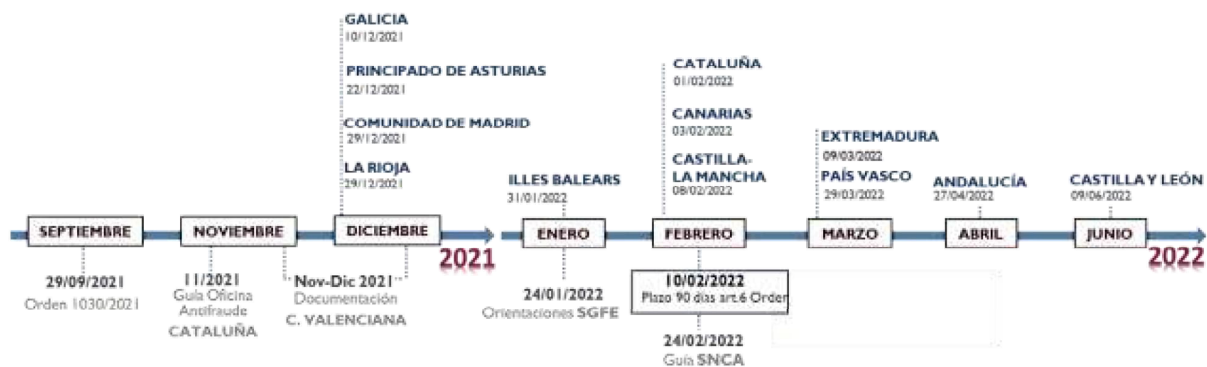 GALICIA
10/12/2021
PRINCIPADO DE ASTURIAS
22/12/2021
COMUNIDAD DE MADRID
29/12/2021
LA RIOJA
29/12/2021
ILLES BALEARS
31/01/2022
CATALUÑA
01/02/2022
CANARIAS
03/02/2022
CASTILLA-
LA MANCHA
08/02/2022
EXTREMADURA
09/03/2022
PAÍS VASCO
29/03/2022
ANDALUCÍA
27/04/2022
CASTILLA Y LEÓN
09/06/2022
SEPTIEMBRE
NOVIEMBRE
DICIEMBRE
2021
ENERO
FEBRERO
MARZO
ABRIL
JUNIO
2022
29/09/2021
Orden 1030/2021
11/2021
Guía Oficina
Antifraude
CATALUÑA
Nov-Dic 2021
Documentación
C. VALENCIANA
24/01/2022
Orientaciones SGFE
10/02/2022
Plazo 90 días art.6 Orden
24/02/2022
Guía SNCA